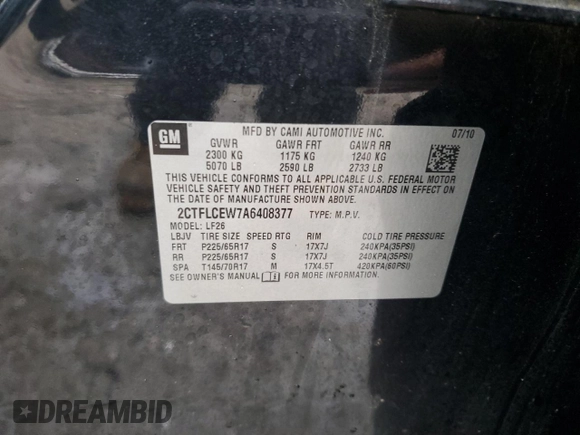 GM
MFD BY CAMI AUTOMOTIVE INC. 07/10
GVWR GAWR FRT GAWR RR
2300 KG 1175 KG 1240 KG
5070 LB 2590 LB 2733 LB
THIS VEHICLE CONFORMS TO ALL APPLICABLE U.S. FEDERAL MOTOR
VEHICLE SAFETY AND THEFT PREVENTION STANDARDS IN EFFECT ON
THE DATE OF MANUFACTURE SHOWN ABOVE.
2CTFLCEW7A6408377 TYPE: M.P.V.
MODEL: LF26
LBJV TIRE SIZE SPEED RTG RIM COLD TIRE PRESSURE
FRT P225/65R17 S 17X7J 240KPA(35PSI)
RR P225/65R17 S 17X7J 240KPA(35PSI)
SPA T145/70R17 M 17X4.5T 420KPA(60PSI)
SEE OWNER'S MANUAL FOR MORE INFORMATION.
DREAMBID